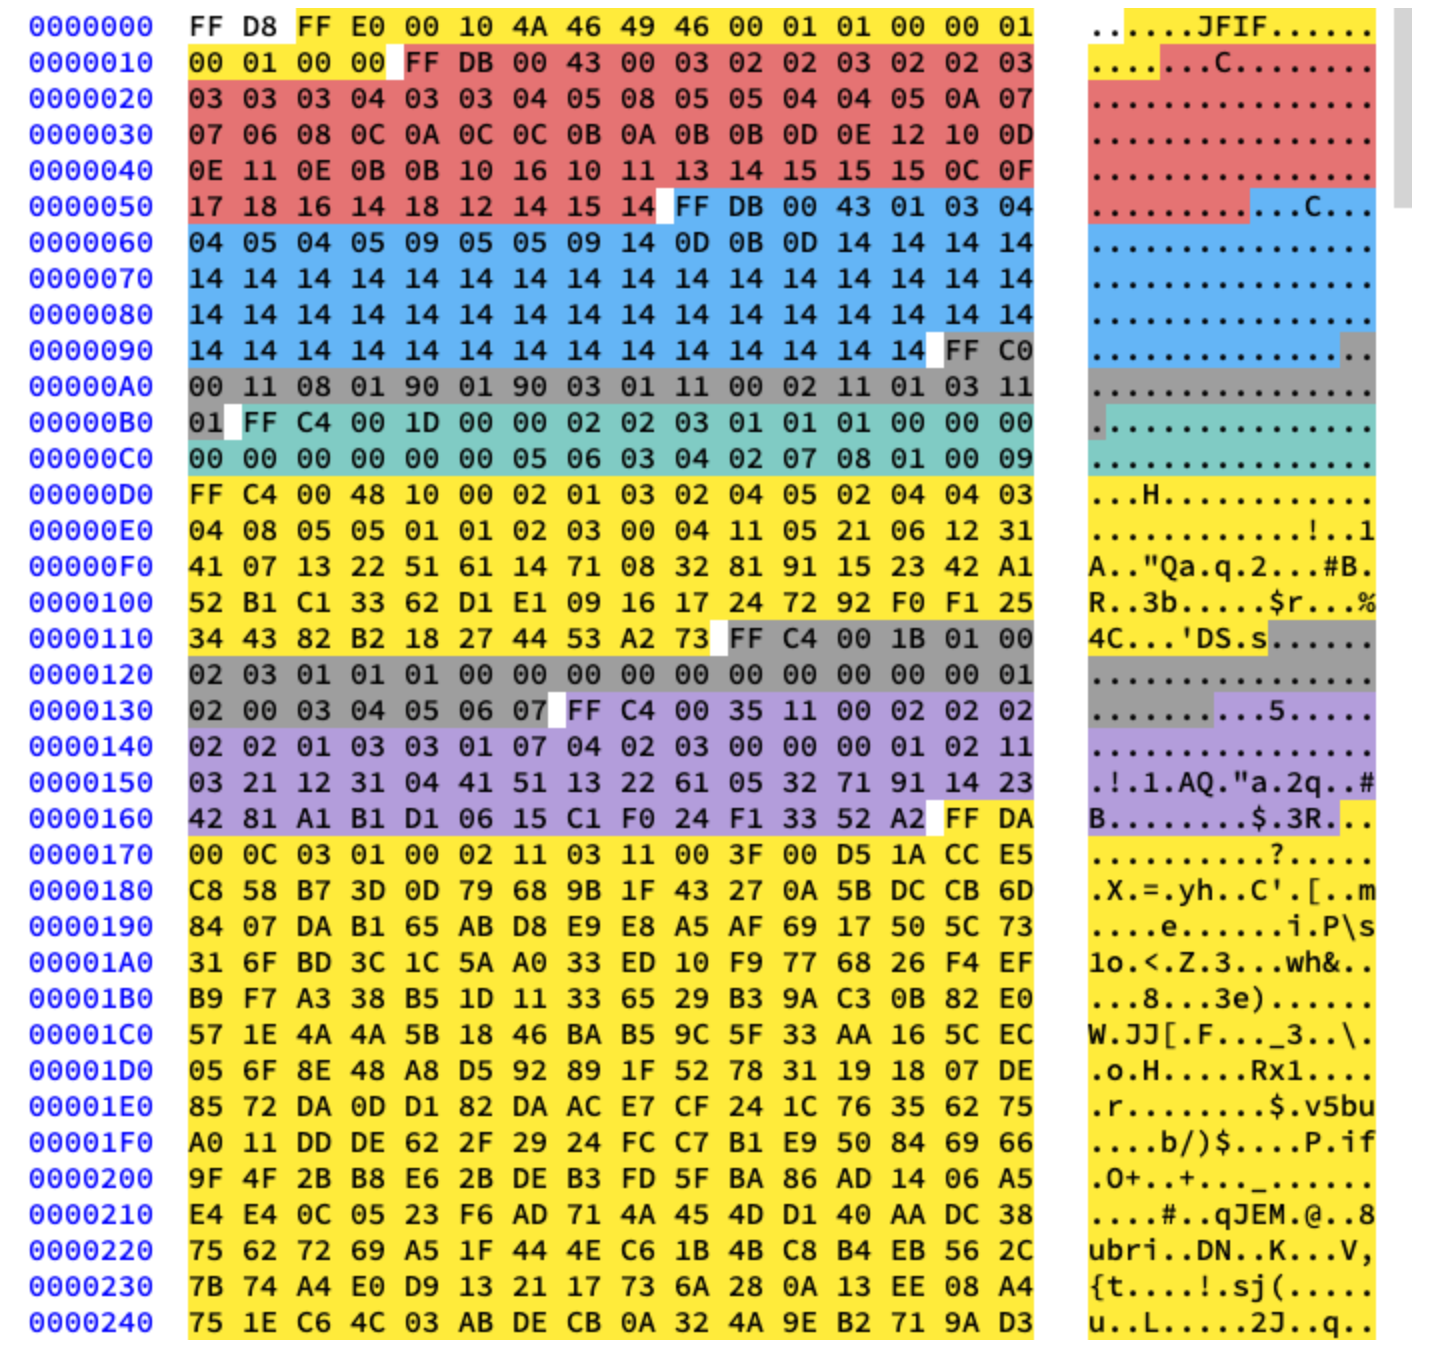 0000000 FF D8 FF E0 00 10 4A 46 49 46 00 01 01 00 00 01 ......JFIF......
0000010 00 01 00 00 FF DB 00 43 00 03 02 02 03 02 02 03 .......C........
0000020 03 03 03 04 03 03 04 05 08 05 05 04 04 05 0A 07 ................
0000030 07 06 08 0C 0A 0C 0C 0B 0A 0B 0B 0D 0E 12 10 0D ................
0000040 0E 11 0E 0B 0B 10 16 10 11 13 14 15 15 15 0C 0F ................
0000050 17 18 16 14 18 12 14 15 14 FF DB 00 43 01 03 04 ............C...
0000060 04 05 04 05 09 05 05 09 14 0D 0B 0D 14 14 14 14 ................
0000070 14 14 14 14 14 14 14 14 14 14 14 14 14 14 14 14 ................
0000080 14 14 14 14 14 14 14 14 14 14 14 14 14 14 14 14 ................
0000090 14 14 14 14 14 14 14 14 14 14 14 14 14 14 FF C0 ................
00000A0 00 11 08 01 90 01 90 03 01 11 00 02 11 01 03 11 ................
00000B0 01 FF C4 00 1D 00 00 02 02 03 01 01 01 00 00 00 ................
00000C0 00 00 00 00 00 00 05 06 03 04 02 07 08 01 00 09 ................
00000D0 FF C4 00 48 10 00 02 01 03 02 04 05 02 04 04 03 ...H............
00000E0 04 08 05 05 01 01 02 03 00 04 11 05 21 06 12 31 ............!..1
00000F0 41 07 13 22 51 61 14 71 08 32 81 91 15 23 42 A1 A.."Qa.q.2...#B.
0000100 52 B1 C1 33 62 D1 E1 09 16 17 24 72 92 F0 F1 25 R..3b.....$r...%
0000110 34 43 82 B2 18 27 44 53 A2 73 FF C4 00 1B 01 00 4C...'DS.s......
0000120 02 03 01 01 01 00 00 00 00 00 00 00 00 00 00 01 ................
0000130 02 00 03 04 05 06 07 FF C4 00 35 11 00 02 02 02 ..........5.....
0000140 02 02 01 03 03 01 07 04 02 03 00 00 00 01 02 11 ................
0000150 03 21 12 31 04 41 51 13 22 61 05 32 71 91 14 23 .!.1.AQ."a.2q..#
0000160 42 81 A1 B1 D1 06 15 C1 F0 24 F1 33 52 A2 FF DA B........$.3R...
0000170 00 0C 03 01 00 02 11 03 11 00 3F 00 D5 1A CC E5 ..........?.....
0000180 C8 58 B7 3D 0D 79 68 9B 1F 43 27 0A 5B DC CB 6D .X.=.yh..C'.[..m
0000190 84 07 DA B1 65 AB D8 E9 E8 A5 AF 69 17 50 5C 73 ....e......i.P\s
00001A0 31 6F BD 3C 1C 5A A0 33 ED 10 F9 77 68 26 F4 EF 1o.<.Z.3...wh&..
00001B0 B9 F7 A3 38 B5 1D 11 33 65 29 B3 9A C3 0B 82 E0 ...8...3e)......
00001C0 57 1E 4A 4A 5B 18 46 BA B5 9C 5F 33 AA 16 5C EC W.JJ[.F..._3..\.
00001D0 05 6F 8E 48 A8 D5 92 89 1F 52 78 31 19 18 07 DE .o.H.....Rx1....
00001E0 85 72 DA 0D D1 82 DA AC E7 CF 24 1C 76 35 62 75 .r........$.v5bu
00001F0 A0 11 DD DE 62 2F 29 24 FC C7 B1 E9 50 84 69 66 ....b/)$....P.if
0000200 9F 4F 2B B8 E6 2B DE B3 FD 5F BA 86 AD 14 06 A5 .O+..+..._......
0000210 E4 E4 0C 05 23 F6 AD 71 4A 45 4D D1 40 AA DC 38 ....#..qJEM.@..8
0000220 75 62 72 69 A5 1F 44 4E C6 1B 4B C8 B4 EB 56 2C ubri..DN..K...V,
0000230 7B 74 A4 E0 D9 13 21 17 73 6A 28 0A 13 EE 08 A4 {t....!.sj(.....
0000240 75 1E C6 4C 03 AB DE CB 0A 32 4A 9E B2 71 9A D3 u..L.....2J..q..